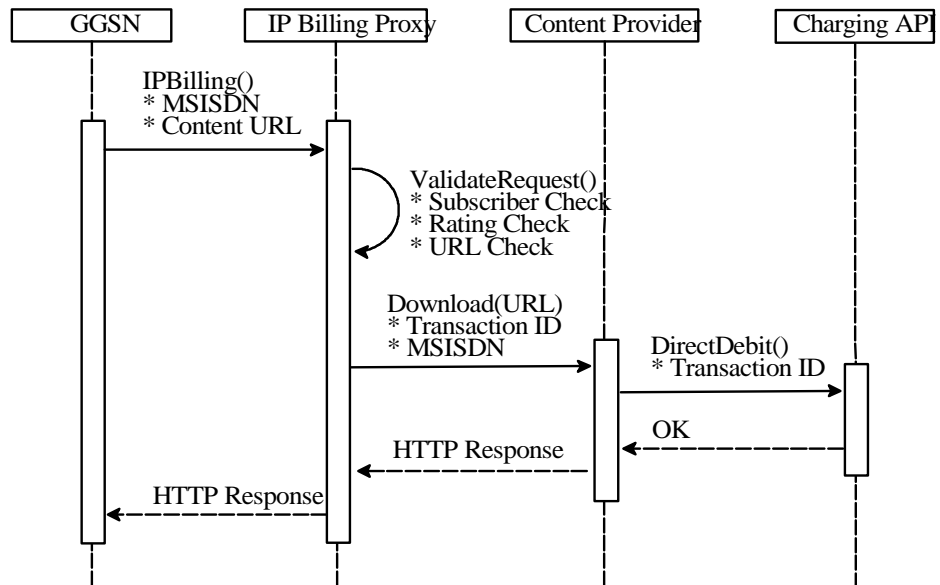 GGSN
IP Billing Proxy
Content Provider
Charging API
IPBilling()
* MSISDN
* Content URL
ValidateRequest()
* Subscriber Check
* Rating Check
* URL Check
Download(URL)
* Transaction ID
* MSISDN
DirectDebit()
* Transaction ID
OK
HTTP Response
HTTP Response